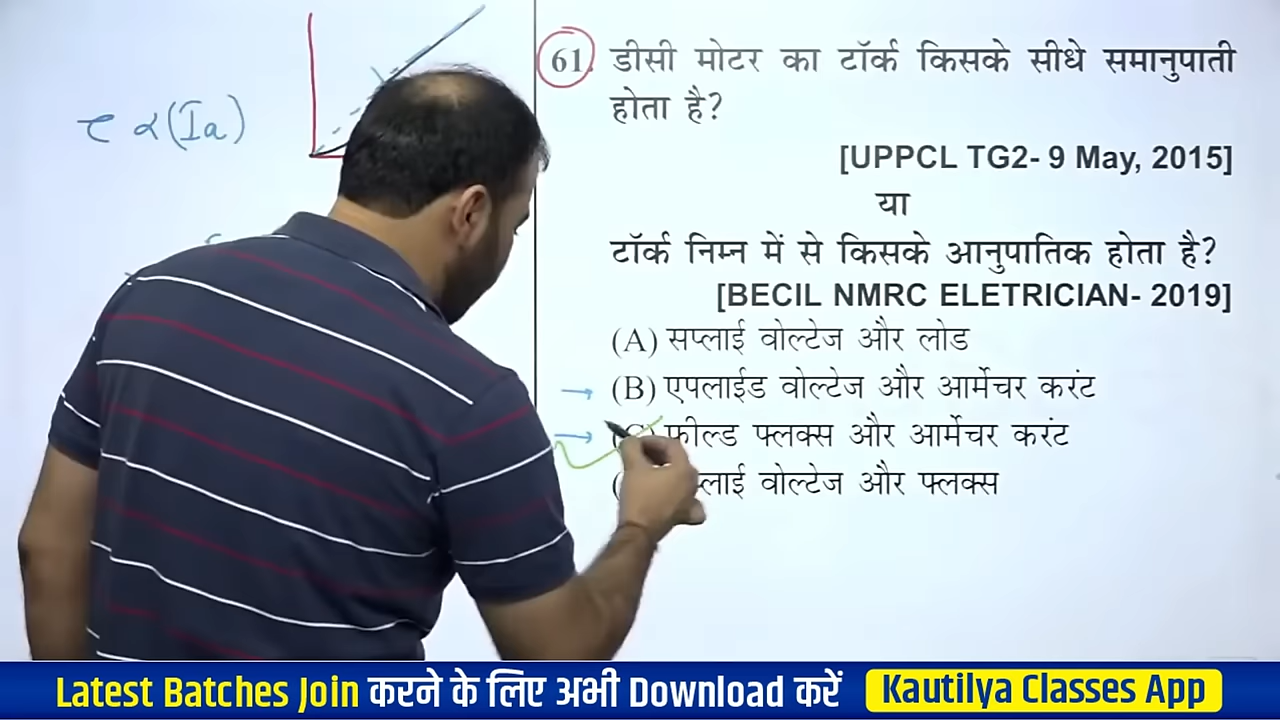 τ α (Ia)
61. डीसी मोटर का टॉर्क किसके सीधे समानुपाती
होता है?
[UPPCL TG2- 9 May, 2015]
या
टॉर्क निम्न में से किसके आनुपातिक होता है?
[BECIL NMRC ELETRICIAN- 2019]
(A) सप्लाई वोल्टेज और लोड
(B) एपलाईड वोल्टेज और आर्मेचर करंट
फील्ड फ्लक्स और आर्मेचर करंट
वोल्टेज और फ्लक्स
Latest Batches Join करने के लिए अभी Download करें Kautilya Classes App